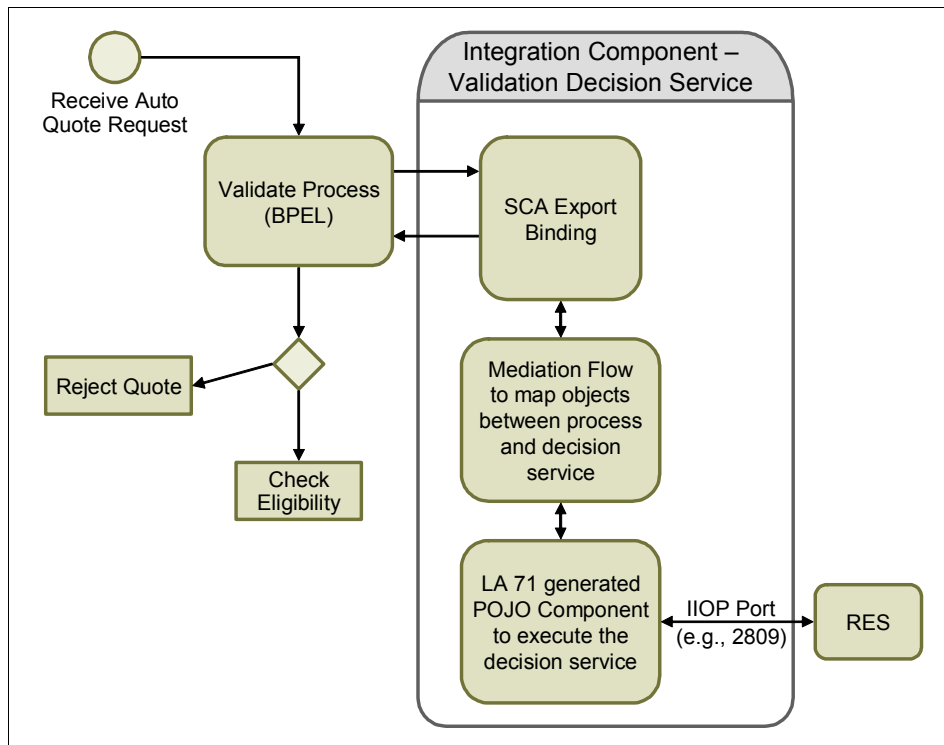 Integration Component –
Validation Decision Service
Receive Auto
Quote Request
Validate Process
(BPEL)
SCA Export
Binding
Reject Quote
Mediation Flow
to map objects
between process
and decision
service
Check
Eligibility
LA 71 generated
POJO Component
to execute the
decision service
IIOP Port
(e.g., 2809)
RES